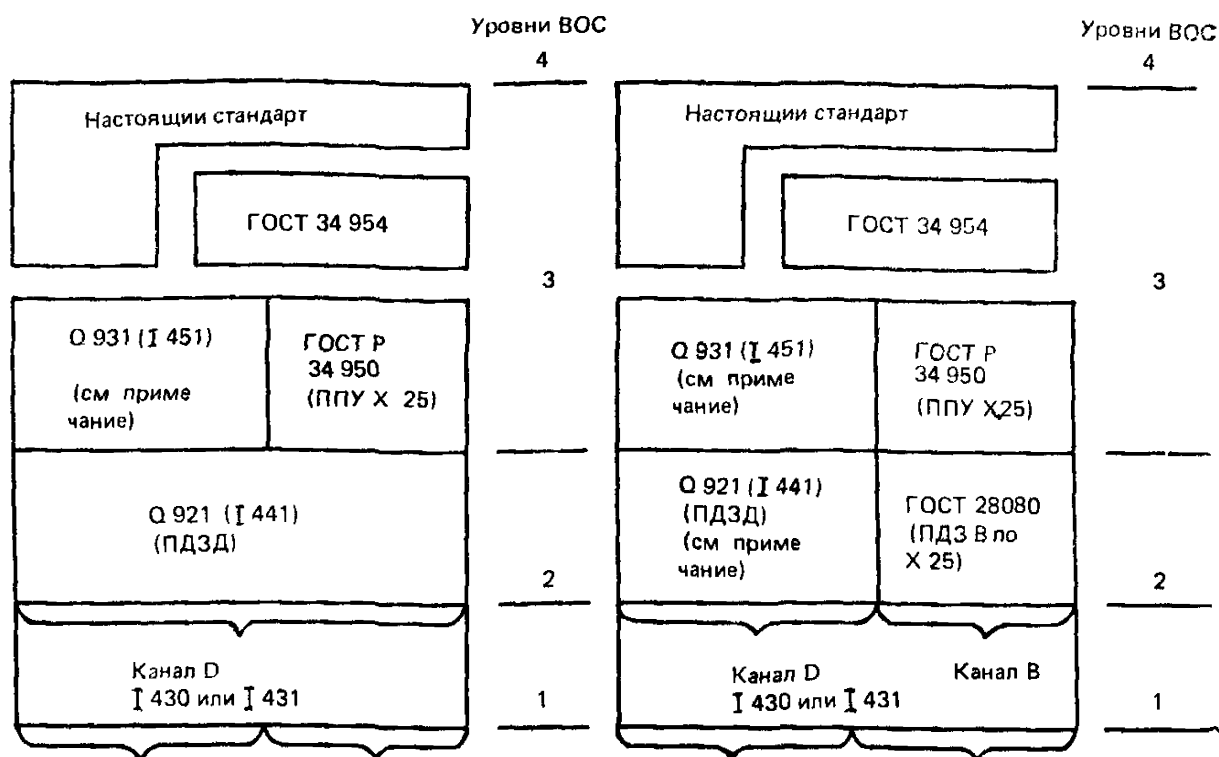 Уровни ВОС
4
Настоящии стандарт
ГОСТ 34 954
3
Q 931 (I 451)
(см приме
чание)
ГОСТ Р
34 950
(ППУ X 25)
Q 921 (I 441)
(ПДЗД)
2
Канал D
I 430 или I 431
1
Уровни ВОС
4
Настоящии стандарт
ГОСТ 34 954
3
Q 931 (I 451)
(см приме
чание)
ГОСТ Р
34 950
(ППУ X.25)
Q 921 (I 441)
(ПДЗД)
(см приме
чание)
ГОСТ 28080
(ПДЗ В по
X 25)
2
Канал D
I 430 или I 431
Канал B
1